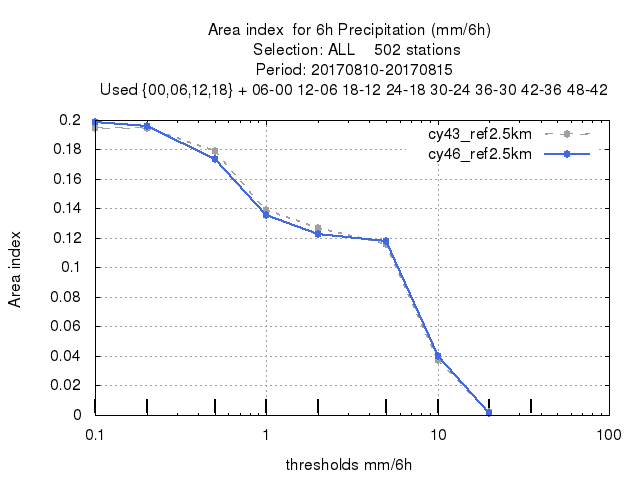 Area index for 6h Precipitation (mm/6h)
Selection: ALL 502 stations
Period: 20170810-20170815
Used {00,06,12,18} + 06-00 12-06 18-12 24-18 30-24 36-30 42-36 48-42
cy43_ref2.5km
cy46_ref2.5km
0.2
0.18
0.16
0.14
0.12
0.1
0.08
0.06
0.04
0.02
0
Area index
0.1 1 10 100
thresholds mm/6h